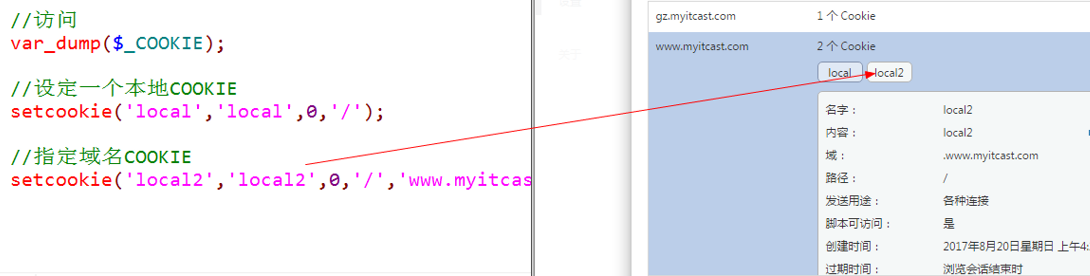 //访问
var_dump($_COOKIE);
//设定一个本地COOKIE
setcookie('local','local',0,'/');
//指定域名COOKIE
setcookie('local2','local2',0,'/','www.myitcas
gz.myitcast.com 1 个 Cookie
www.myitcast.com 2 个 Cookie
local local2
名字： local2
内容： local2
域： .www.myitcast.com
路径： /
发送用途： 各种连接
脚本可访问： 是
创建时间： 2017年8月20日星期日 上午4:
过期时间： 浏览会话结束时